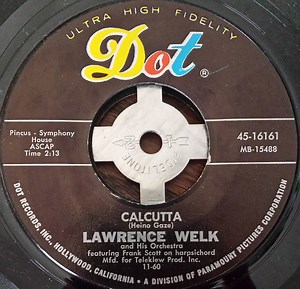 ULTRA HIGH FIDELITY
Dot
®
Pincus - Symphony
House
ASCAP
Time 2:13
45-16161
MB-15488
CALCUTTA
(Heino Gaze)
LAWRENCE WELK
and His Orchestra
featuring Frank Scott on harpsichord
Mfd. for Teleklew Prod. Inc.
11-60
DOT RECORDS, INC., HOLLYWOOD, CALIFORNIA • A DIVISION OF PARAMOUNT PICTURES CORPORATION